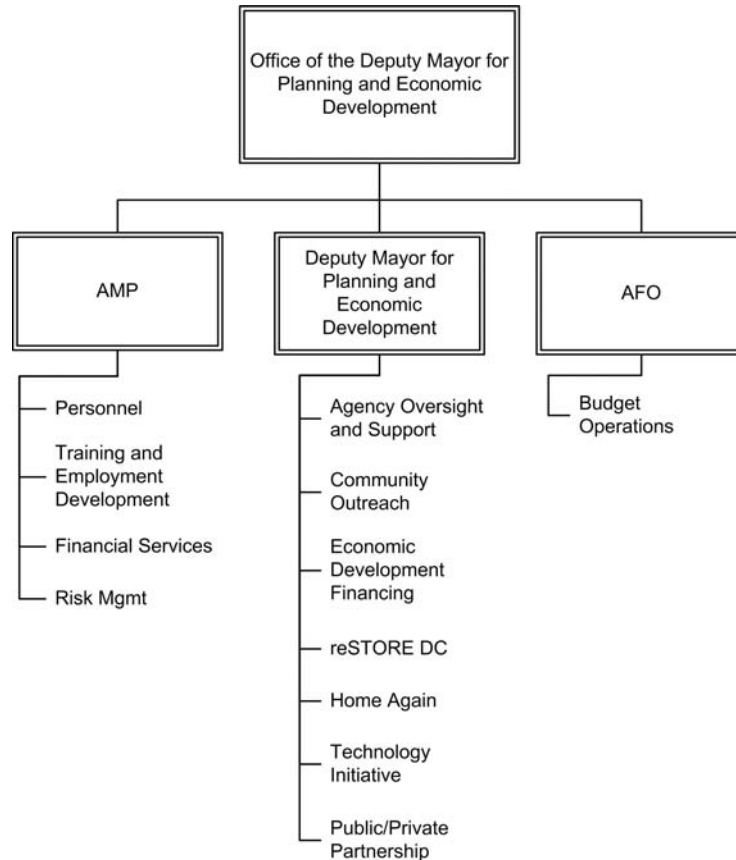 Office of the Deputy Mayor for
Planning and Economic
Development
AMP
Deputy Mayor for
Planning and
Economic
Development
AFO
Personnel
Training and
Employment
Development
Financial Services
Risk Mgmt
Agency Oversight
and Support
Community
Outreach
Economic
Development
Financing
reSTORE DC
Home Again
Technology
Initiative
Public/Private
Partnership
Budget
Operations